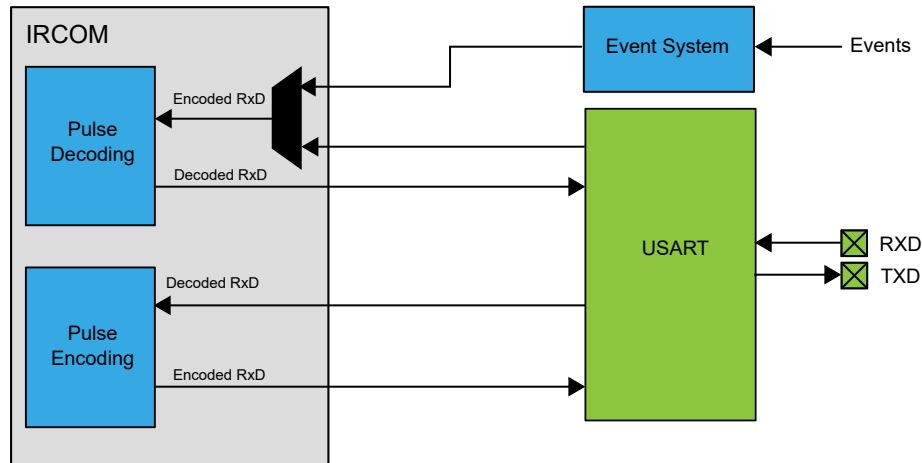 IRCOM
Event System
Events
Encoded RxD
Pulse
Decoding
Decoded RxD
USART
RXD
TXD
Decoded RxD
Pulse
Encoding
Encoded RxD